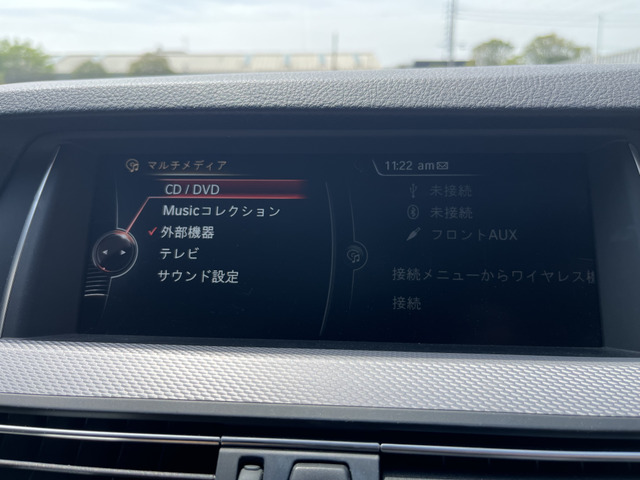 マルチメディア
CD / DVD
Musicコレクション
外部機器
テレビ
サウンド設定
11:22 am
未接続
未接続
フロントAUX
接続メニューからワイヤレス機
接続